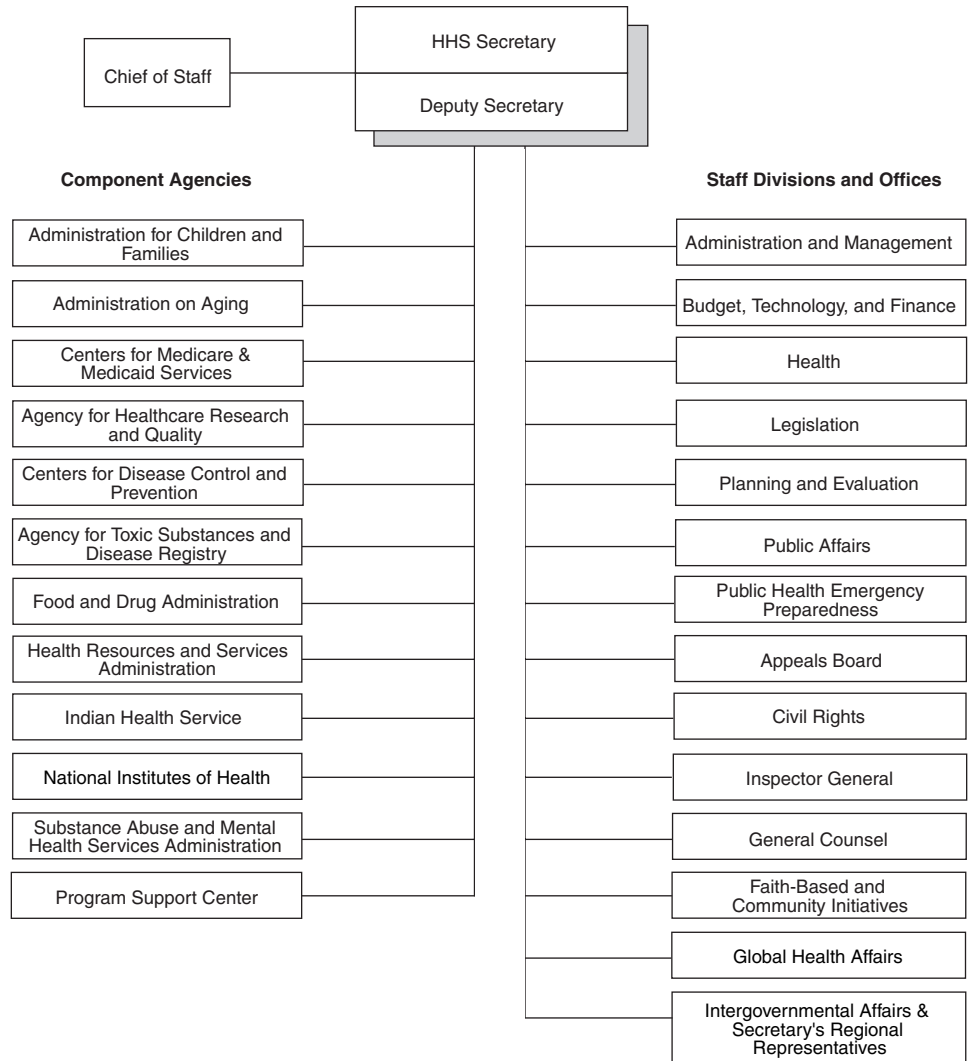 HHS Secretary
Chief of Staff
Deputy Secretary
Component Agencies
Administration for Children and
Families
Administration on Aging
Centers for Medicare &
Medicaid Services
Agency for Healthcare Research
and Quality
Centers for Disease Control and
Prevention
Agency for Toxic Substances and
Disease Registry
Food and Drug Administration
Health Resources and Services
Administration
Indian Health Service
National Institutes of Health
Substance Abuse and Mental
Health Services Administration
Program Support Center
Staff Divisions and Offices
Administration and Management
Budget, Technology, and Finance
Health
Legislation
Planning and Evaluation
Public Affairs
Public Health Emergency
Preparedness
Appeals Board
Civil Rights
Inspector General
General Counsel
Faith-Based and
Community Initiatives
Global Health Affairs
Intergovernmental Affairs &
Secretary's Regional
Representatives